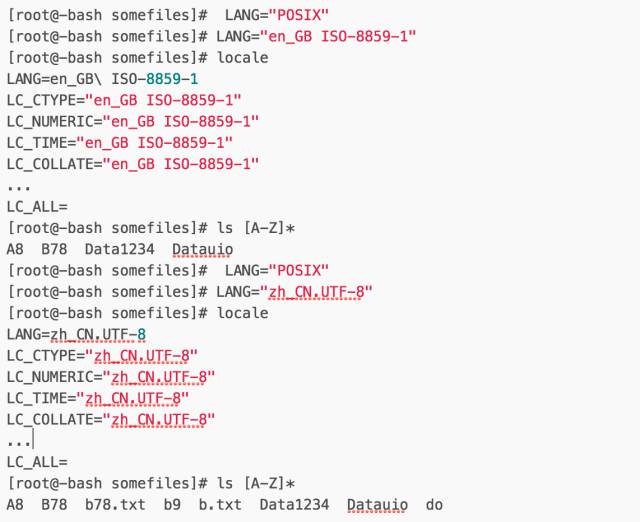 [root@-bash somefiles]#  LANG="POSIX"
[root@-bash somefiles]# LANG="en_GB ISO-8859-1"
[root@-bash somefiles]# locale
LANG=en_GB\ ISO-8859-1
LC_CTYPE="en_GB ISO-8859-1"
LC_NUMERIC="en_GB ISO-8859-1"
LC_TIME="en_GB ISO-8859-1"
LC_COLLATE="en_GB ISO-8859-1"
...
LC_ALL=
[root@-bash somefiles]# ls [A-Z]*
A8  B78  Data1234  Datauio
[root@-bash somefiles]#  LANG="POSIX"
[root@-bash somefiles]# LANG="zh_CN.UTF-8"
[root@-bash somefiles]# locale
LANG=zh_CN.UTF-8
LC_CTYPE="zh_CN.UTF-8"
LC_NUMERIC="zh_CN.UTF-8"
LC_TIME="zh_CN.UTF-8"
LC_COLLATE="zh_CN.UTF-8"
...
LC_ALL=
[root@-bash somefiles]# ls [A-Z]*
A8  B78  b78.txt  b9  b.txt  Data1234  Datauio  do